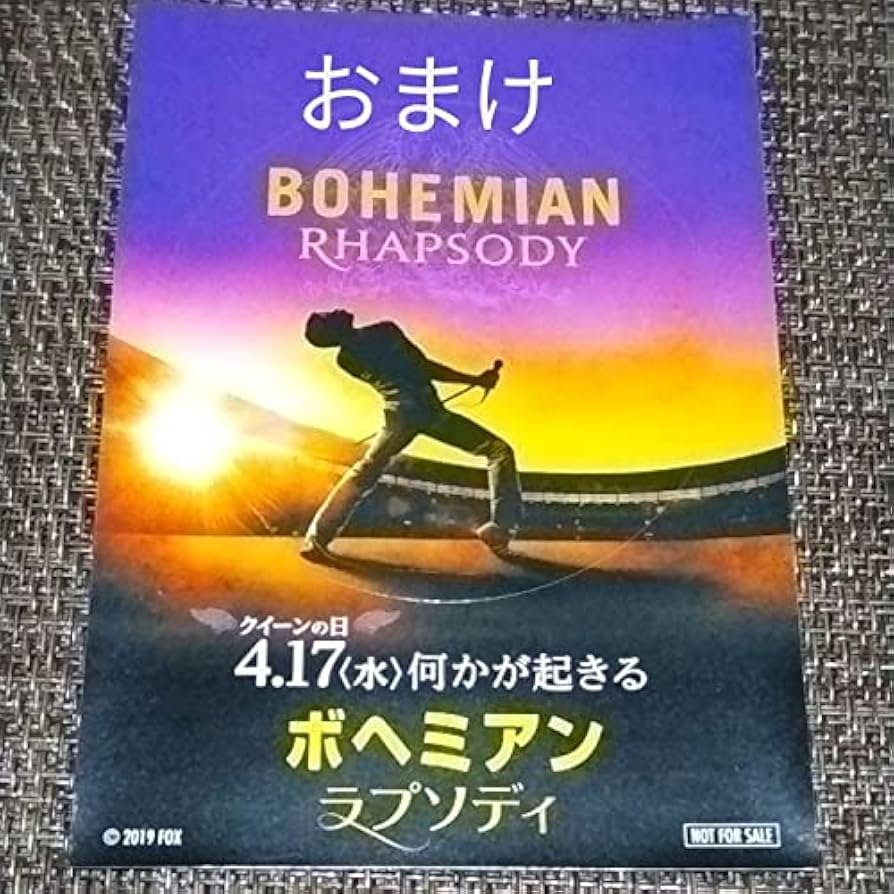 おまけ
BOHEMIAN
RHAPSODY
クイーンの日
4.17〈水〉何かが起きる
ボヘミアン
ラプソディ
© 2019 FOX
NOT FOR SALE